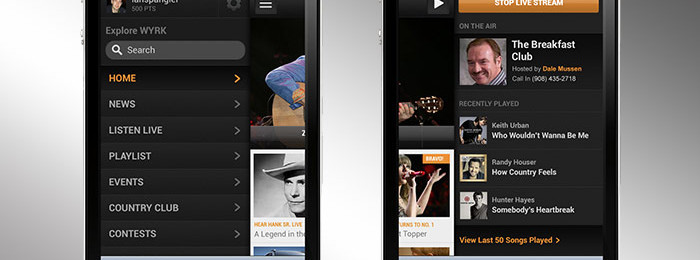 ianspangler
500 PTS
Explore WYRK
Search
HOME
NEWS
LISTEN LIVE
PLAYLIST
EVENTS
COUNTRY CLUB
CONTESTS
HEAR HANK SR. LIVE
A Legend in the
STOP LIVE STREAM
ON THE AIR
The Breakfast
Club
Hosted by Dale Mussen
Call In (908) 435-2718
RECENTLY PLAYED
Keith Urban
Who Wouldn't Wanna Be Me
Randy Houser
How Country Feels
Hunter Hayes
Somebody's Heartbreak
View Last 50 Songs Played >
BRAVO!
TURNS TO NO. 1
t Topper